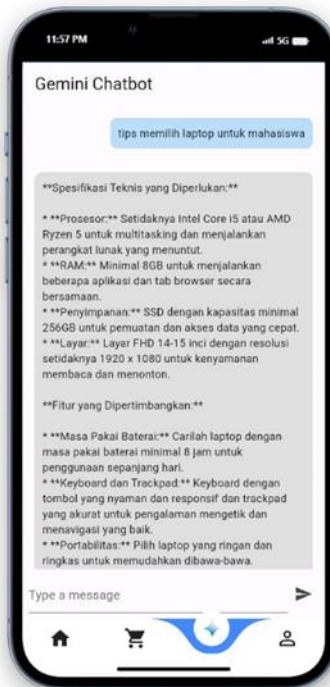 11:57 PM
5G
Gemini Chatbot
tips memilih laptop untuk mahasiswa
**Spesifikasi Teknis yang Diperlukan:**
* **Prosesor:** Setidaknya Intel Core i5 atau AMD
Ryzen 5 untuk multitasking dan menjalankan
perangkat lunak yang menuntut.
* **RAM:** Minimal 8GB untuk menjalankan
beberapa aplikasi dan tab browser secara
bersamaan.
* **Penyimpanan:** SSD dengan kapasitas minimal
256GB untuk pemuatan dan akses data yang cepat.
* **Layar:** Layar FHD 14-15 inci dengan resolusi
setidaknya 1920 x 1080 untuk kenyamanan
membaca dan menonton.
**Fitur yang Dipertimbangkan:**
* **Masa Pakai Baterai:** Carilah laptop dengan
masa pakai baterai minimal 8 jam untuk
penggunaan sepanjang hari.
* **Keyboard dan Trackpad:** Keyboard dengan
tombol yang nyaman dan responsif dan trackpad
yang akurat untuk pengalaman mengetik dan
menavigasi yang baik.
* **Portabilitas:** Pilih laptop yang ringan dan
ringkas untuk memudahkan dibawa-bawa.
Type a message